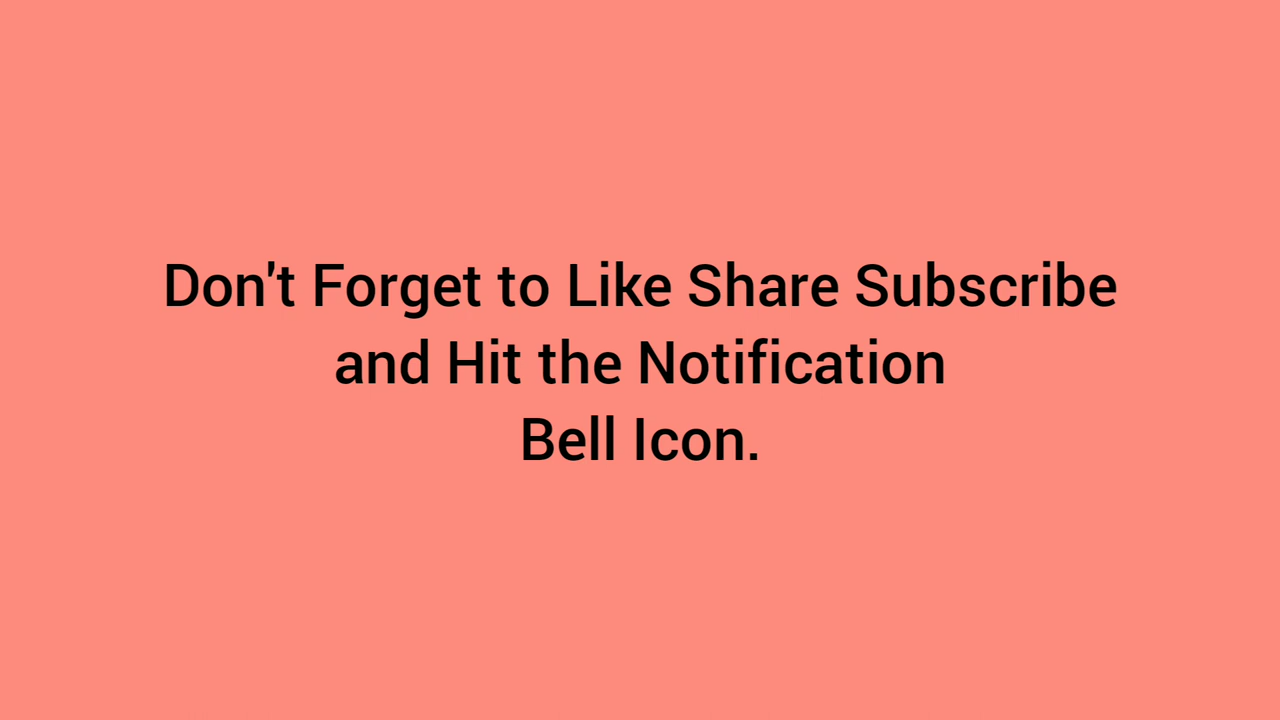 Don't Forget to Like Share Subscribe
and Hit the Notification
Bell Icon.